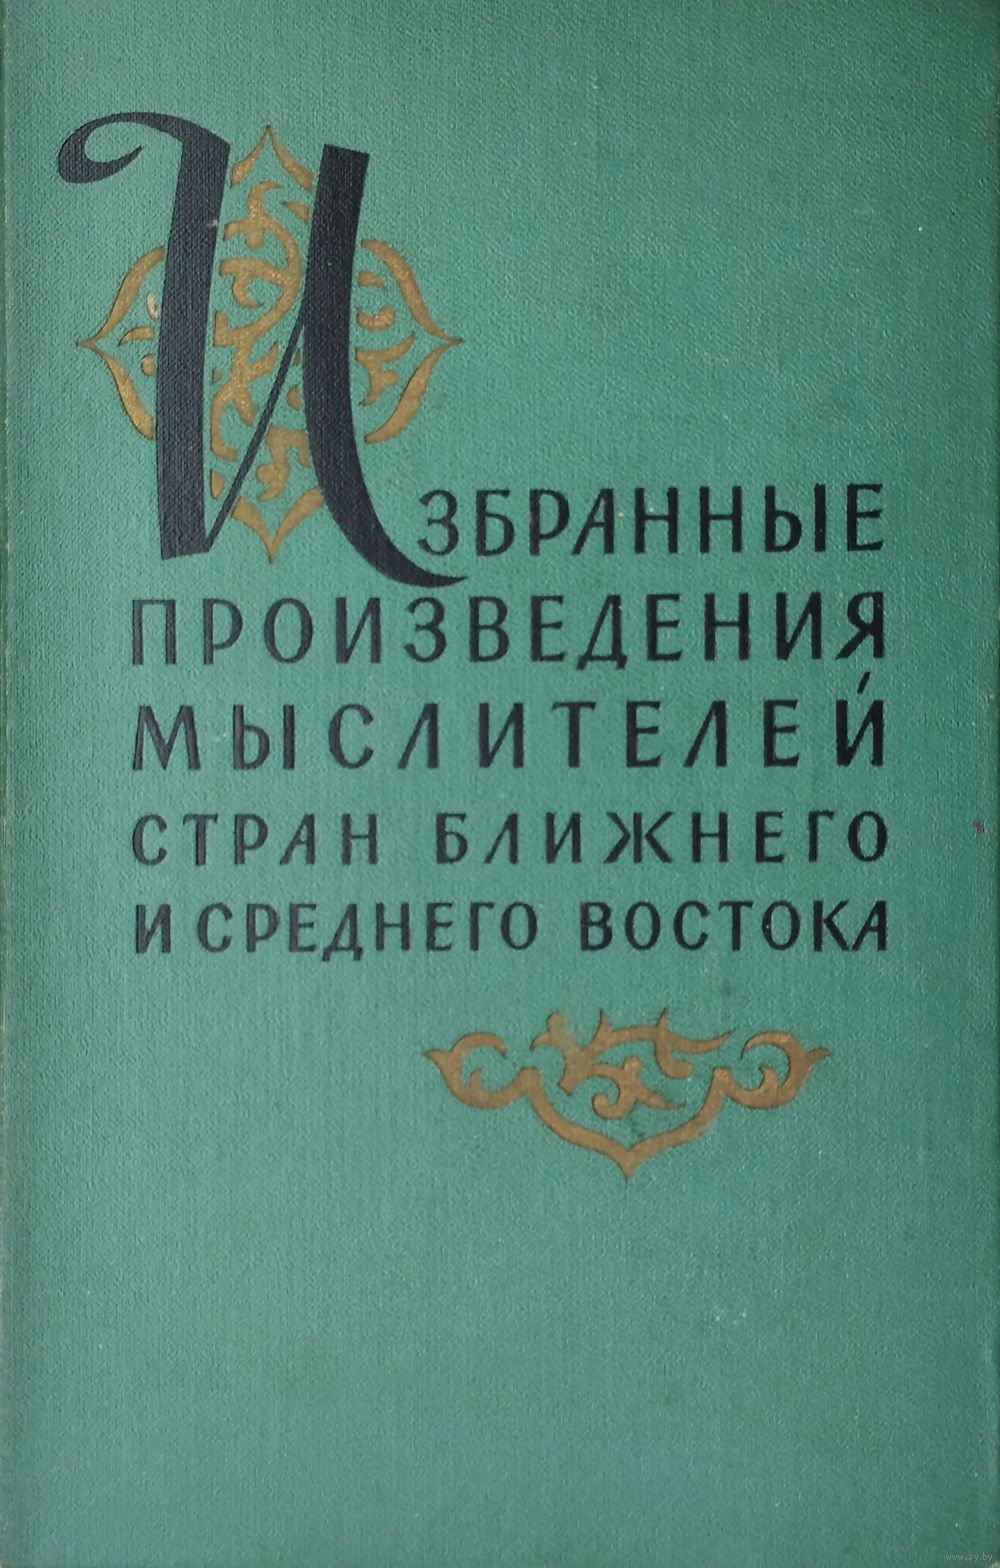 ИЗБРАННЫЕ
ПРОИЗВЕДЕНИЯ
МЫСЛИТЕЛЕЙ
СТРАН БЛИЖНЕГО
И СРЕДНЕГО ВОСТОКА